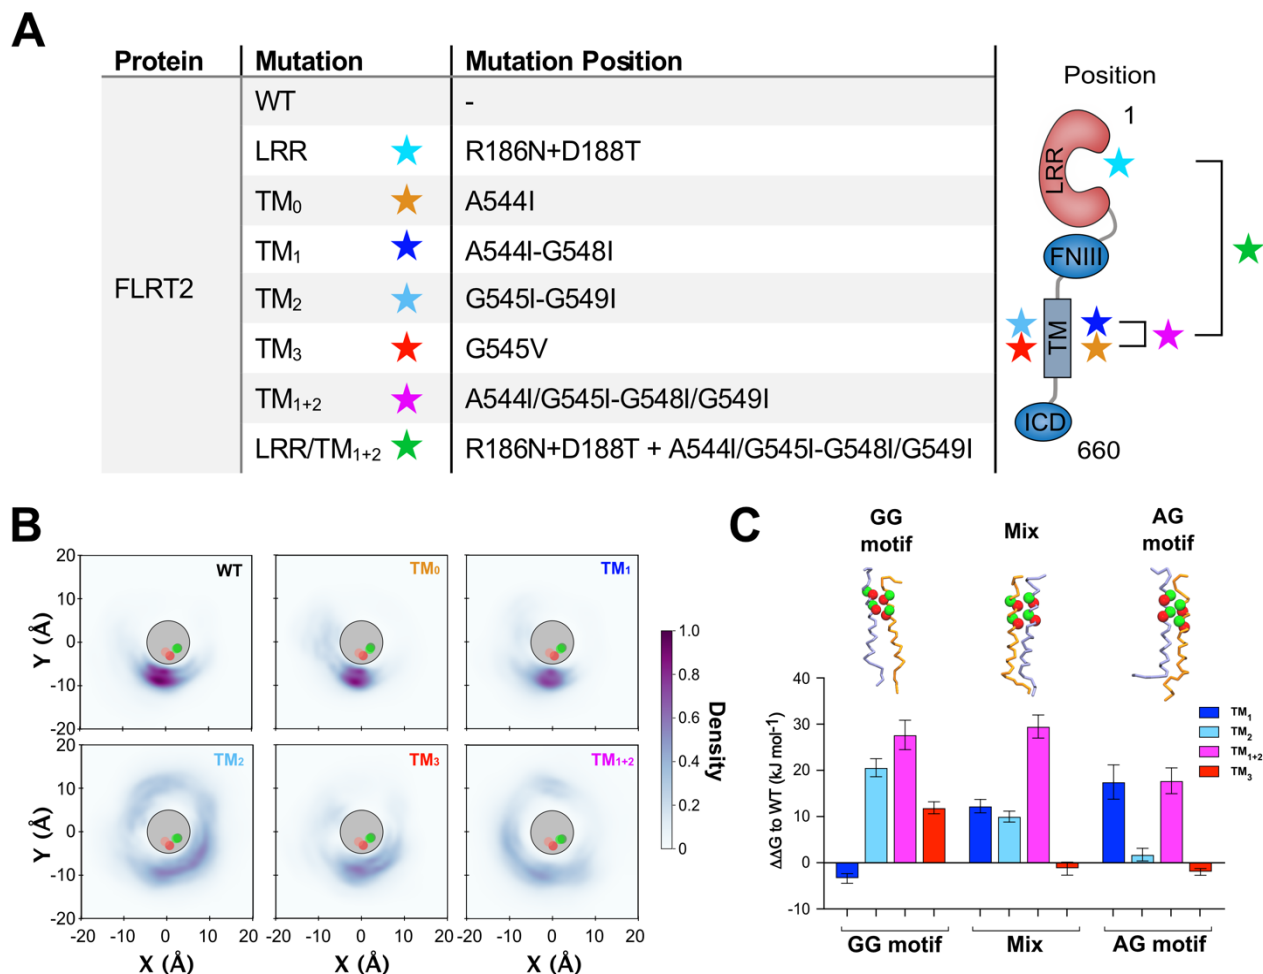 A
Protein Mutation Mutation Position
Position
FLRT2
WT -
LRR R186N+D188T
TM0 A544I
TM1 A544I-G548I
TM2 G545I-G549I
TM3 G545V
TM1+2 A544I/G545I-G548I/G549I
LRR/TM1+2 R186N+D188T + A544I/G545I-G548I/G549I
1
LRR
FNIII
TM
ICD
660
B
WT
TM0
TM1
TM2
TM3
TM1+2
20
10
0
-10
-20
Y (Å)
20
10
0
-10
-20
Y (Å)
-20 -10 0 10 20 -20 -10 0 10 20 -20 -10 0 10 20
X (Å) X (Å) X (Å)
1.0
0.8
0.6
0.4
0.2
0
Density
C
GG
motif
Mix
AG
motif
40
30
20
10
0
-10
ΔΔG to WT (kJ mol-1)
TM1
TM2
TM1+2
TM3
GG motif Mix AG motif